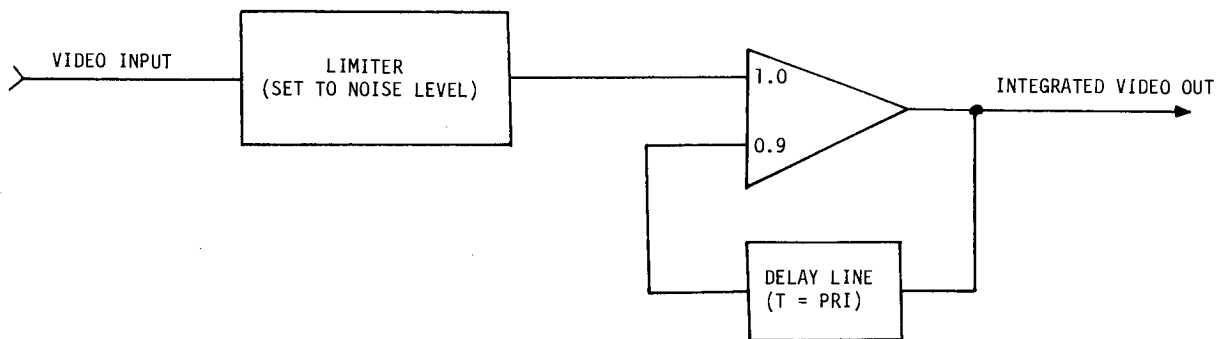 VIDEO INPUT
LIMITER
(SET TO NOISE LEVEL)
1.0
0.9
INTEGRATED VIDEO OUT
DELAY LINE
(T = PRI)